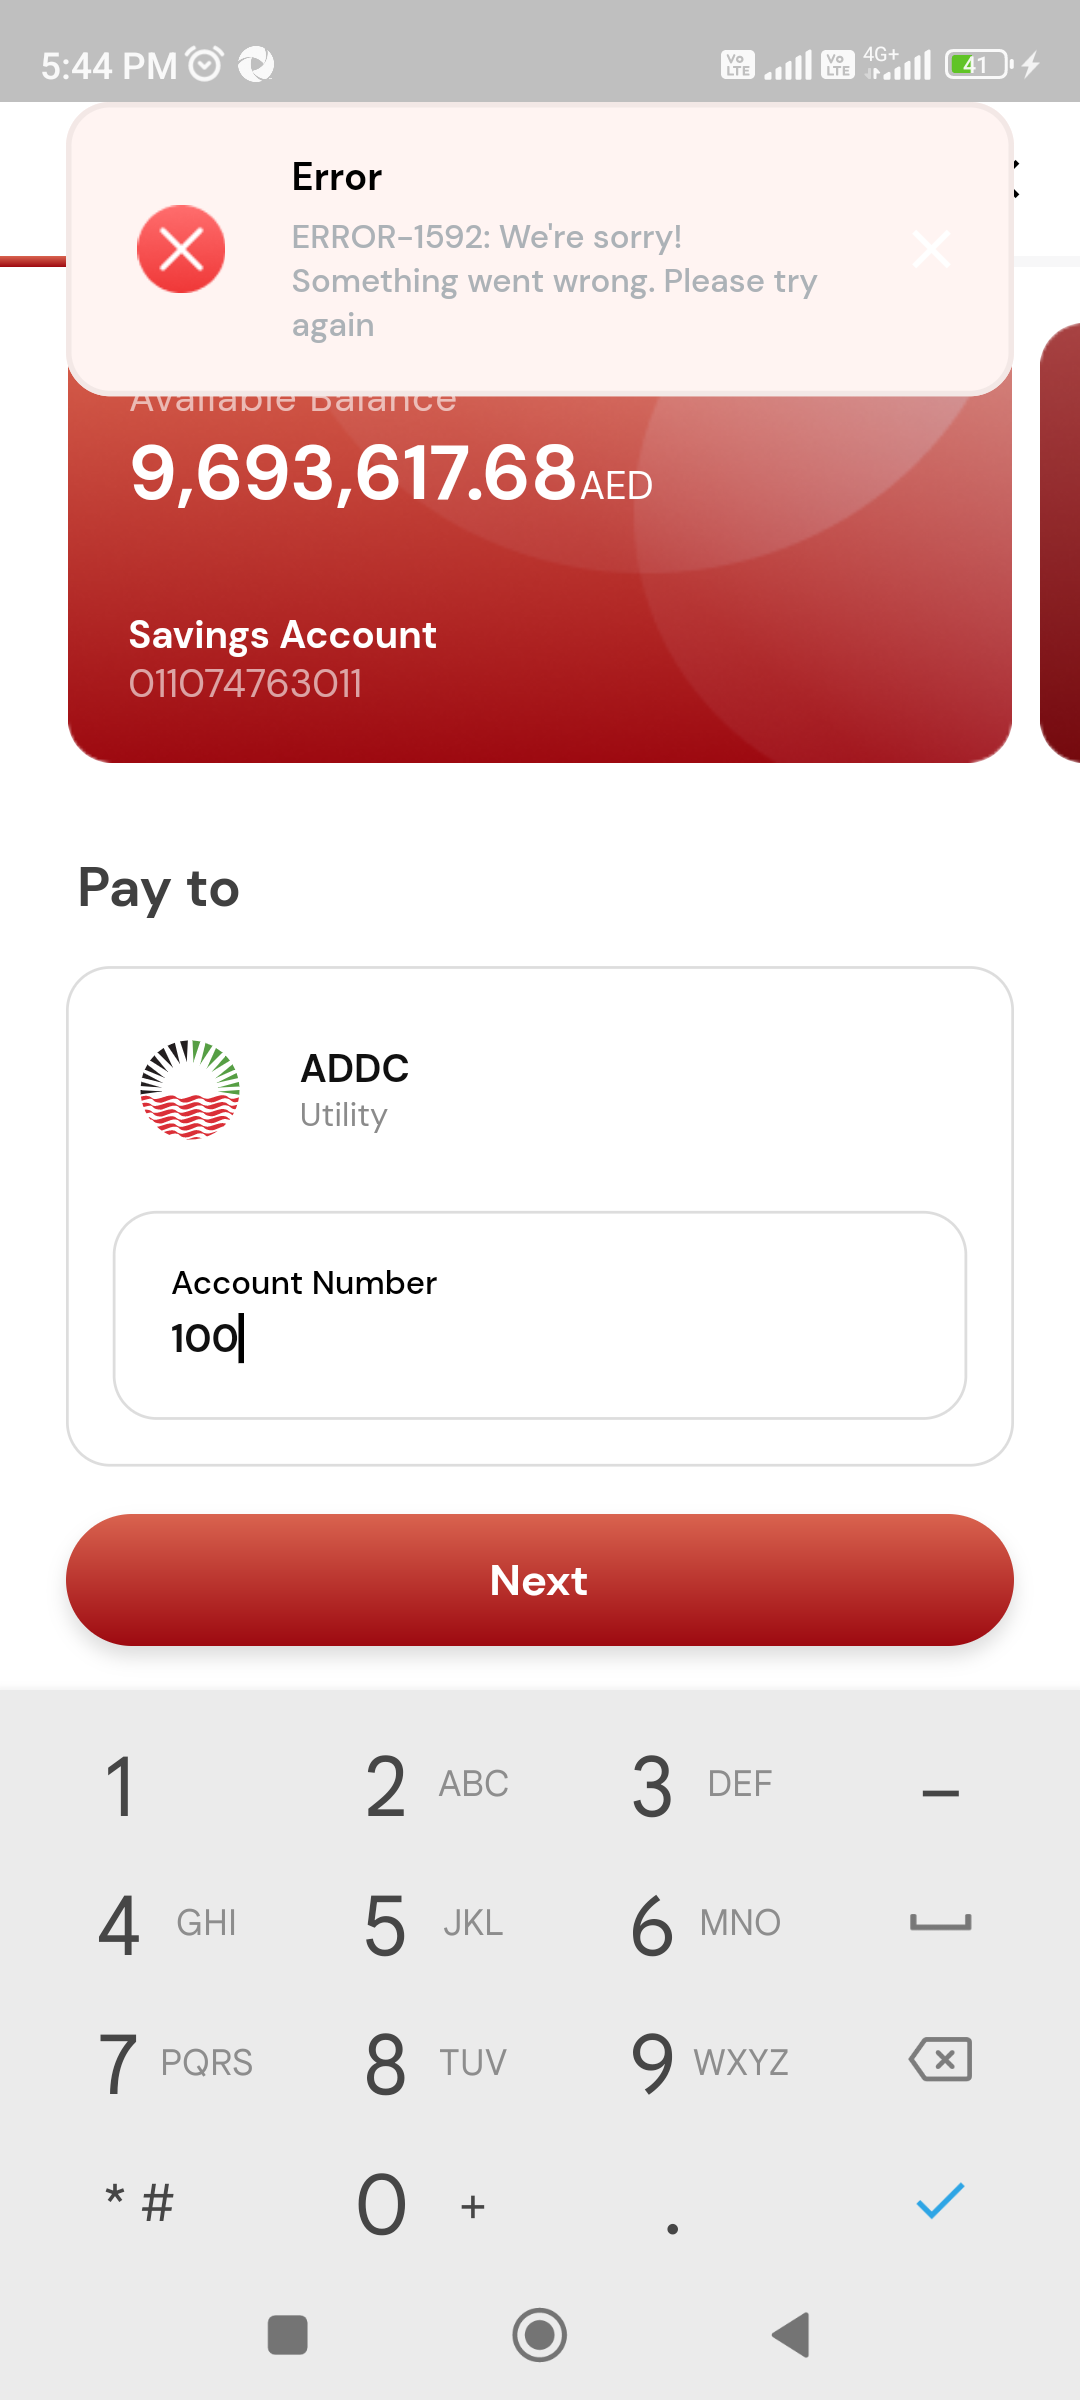 5:44 PM
Vo LTE
Vo LTE
4G+
41
Error
ERROR-1592: We're sorry!
Something went wrong. Please try
again
Available Balance
9,693,617.68AED
Savings Account
011074763011
Pay to
ADDC
Utility
Account Number
100
Next
1
2 ABC
3 DEF
–
4 GHI
5 JKL
6 MNO
7 PQRS
8 TUV
9 WXYZ
* #
0 +
.